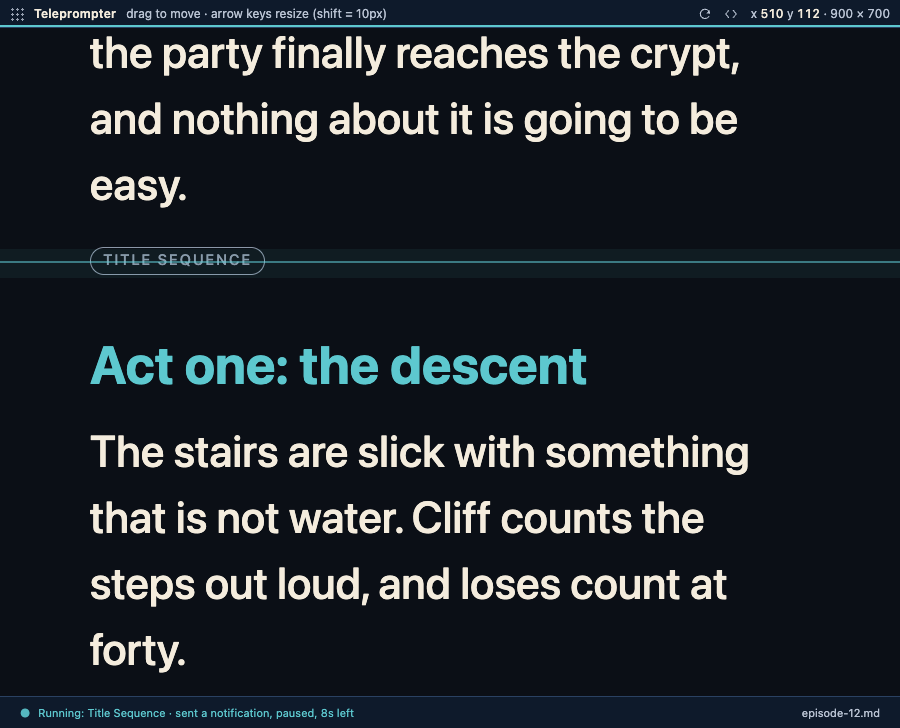 Teleprompter drag to move · arrow keys resize (shift = 10px) x 510 y 112 · 900 × 700
the party finally reaches the crypt,
and nothing about it is going to be
easy.
TITLE SEQUENCE
Act one: the descent
The stairs are slick with something
that is not water. Cliff counts the
steps out loud, and loses count at
forty.
Running: Title Sequence · sent a notification, paused, 8s left episode-12.md